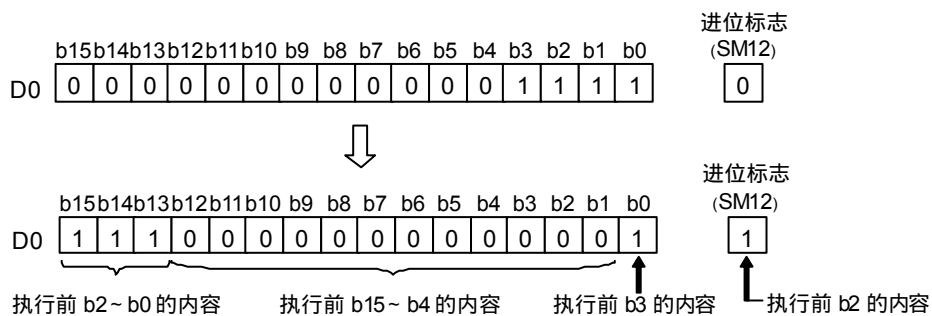 进位标志
b15b14b13b12b11b10 b9 b8 b7 b6 b5 b4 b3 b2 b1 b0 (SM12)
D0 0 0 0 0 0 0 0 0 0 0 0 0 1 1 1 1 0
进位标志
b15b14b13b12b11b10 b9 b8 b7 b6 b5 b4 b3 b2 b1 b0 (SM12)
D0 1 1 1 0 0 0 0 0 0 0 0 0 0 0 0 1 1
执行前 b2~b0 的内容 执行前 b15~b4 的内容 执行前 b3 的内容 执行前 b2 的内容